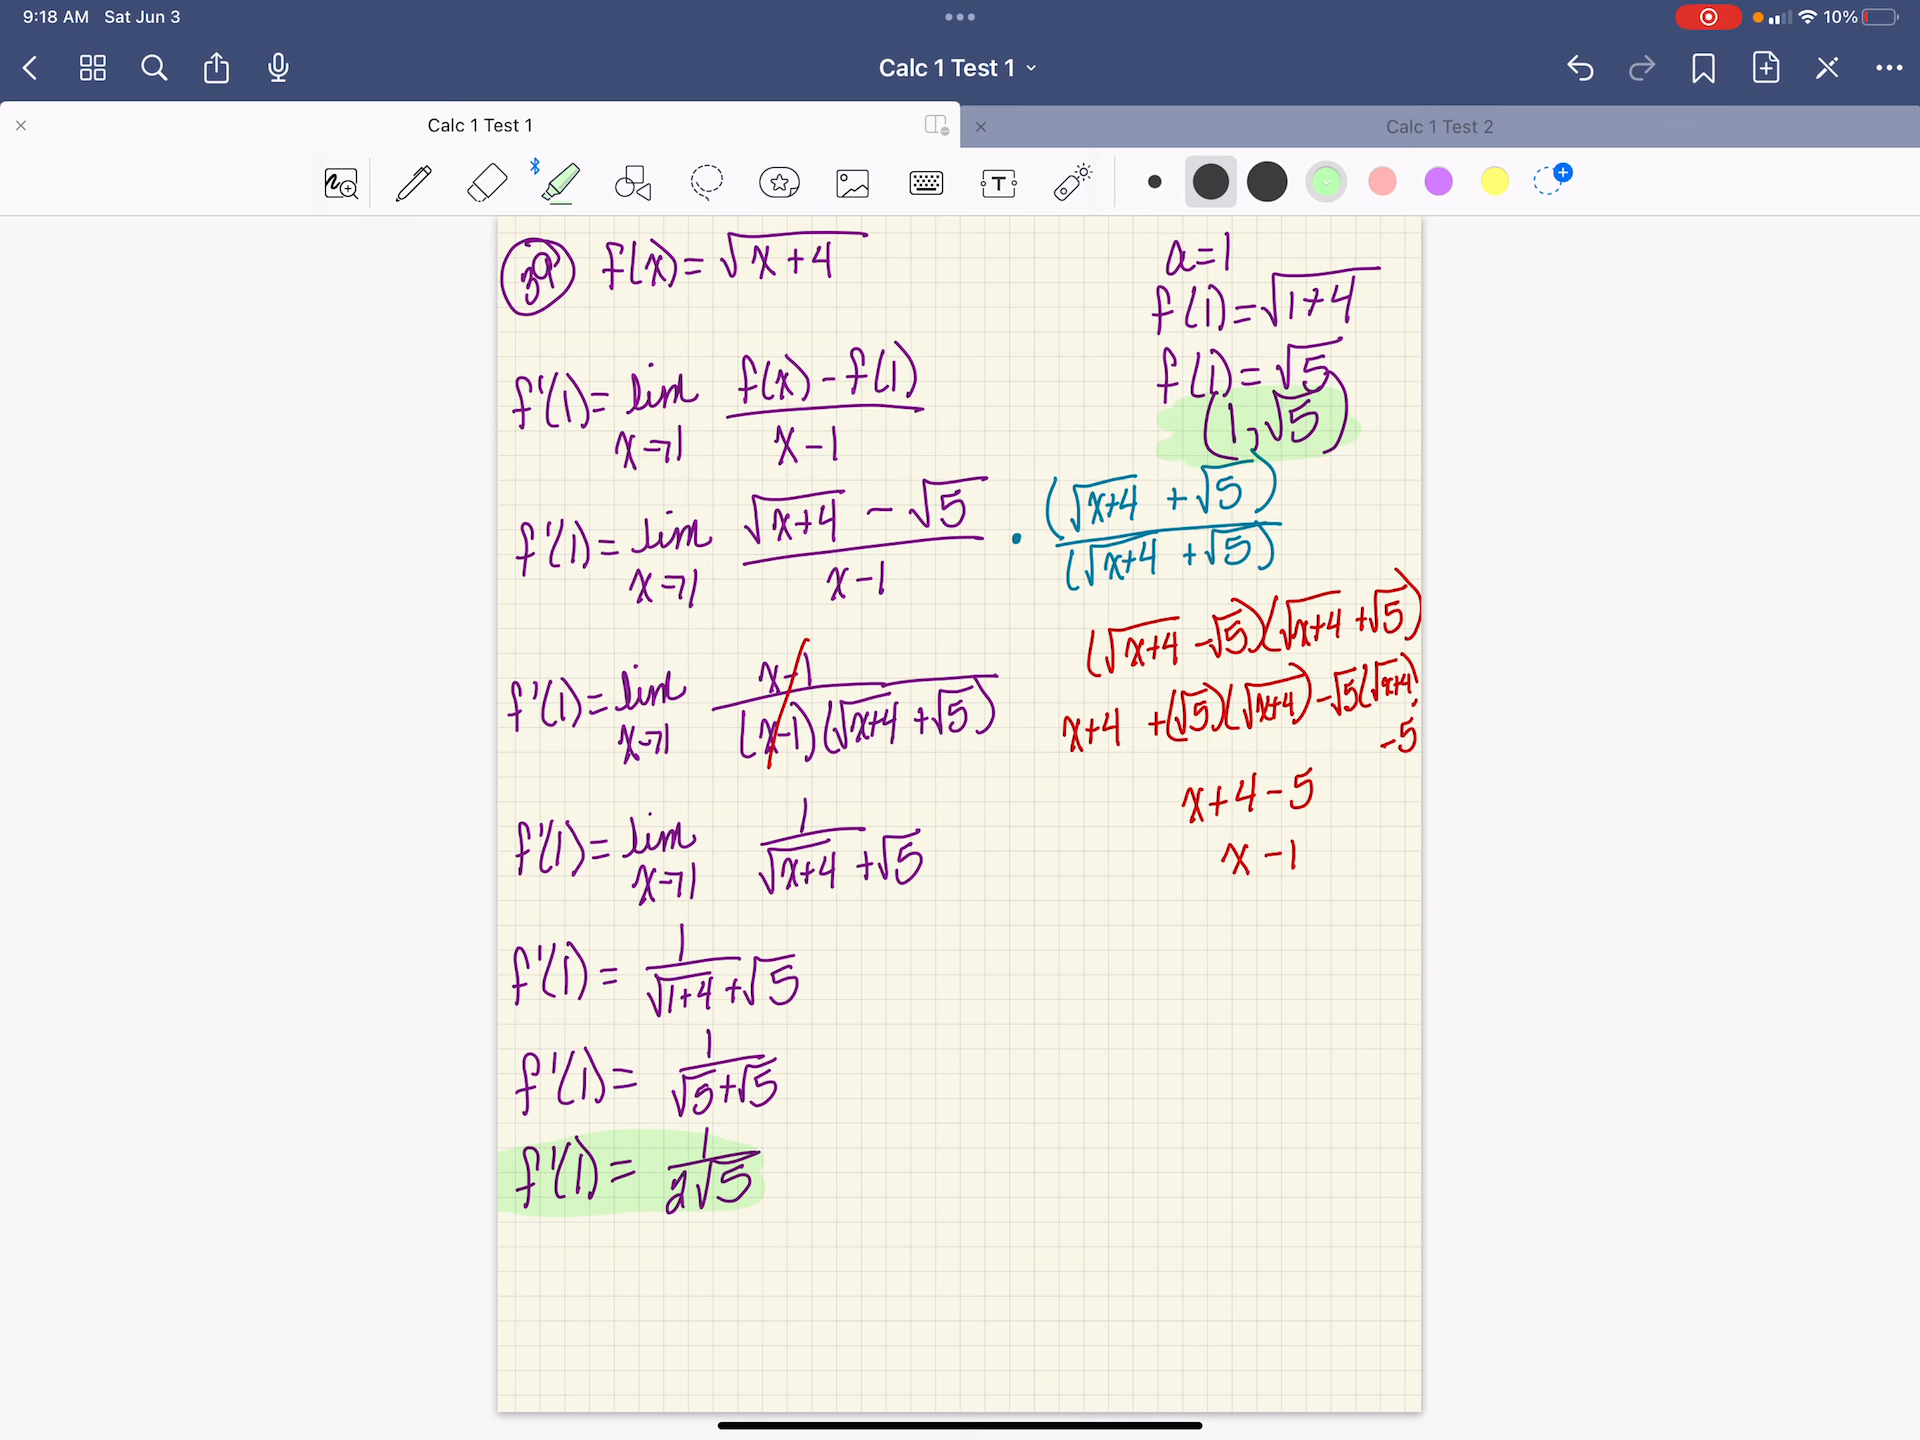 9:18 AM Sat Jun 3
10%
Calc 1 Test 1
Calc 1 Test 1
Calc 1 Test 2
T
39 f(x) = √(x+4)
a=1
f(1) = √(1+4)
f(1) = √5
(1, √5)
f'(1) = lim x→1 (f(x) - f(1))/(x-1)
f'(1) = lim x→1 (√(x+4) - √5)/(x-1) · (√(x+4) + √5)/(√(x+4) + √5)
(√(x+4) - √5)(√(x+4) + √5)
x+4 + (√5)(√(x+4)) - √5(√(x+4))
-5
x+4-5
x-1
f'(1) = lim x→1 (x-1)/((x-1)(√(x+4) + √5))
f'(1) = lim x→1 1/(√(x+4) + √5)
f'(1) = 1/(√(1+4) + √5)
f'(1) = 1/(√5 + √5)
f'(1) = 1/(2√5)